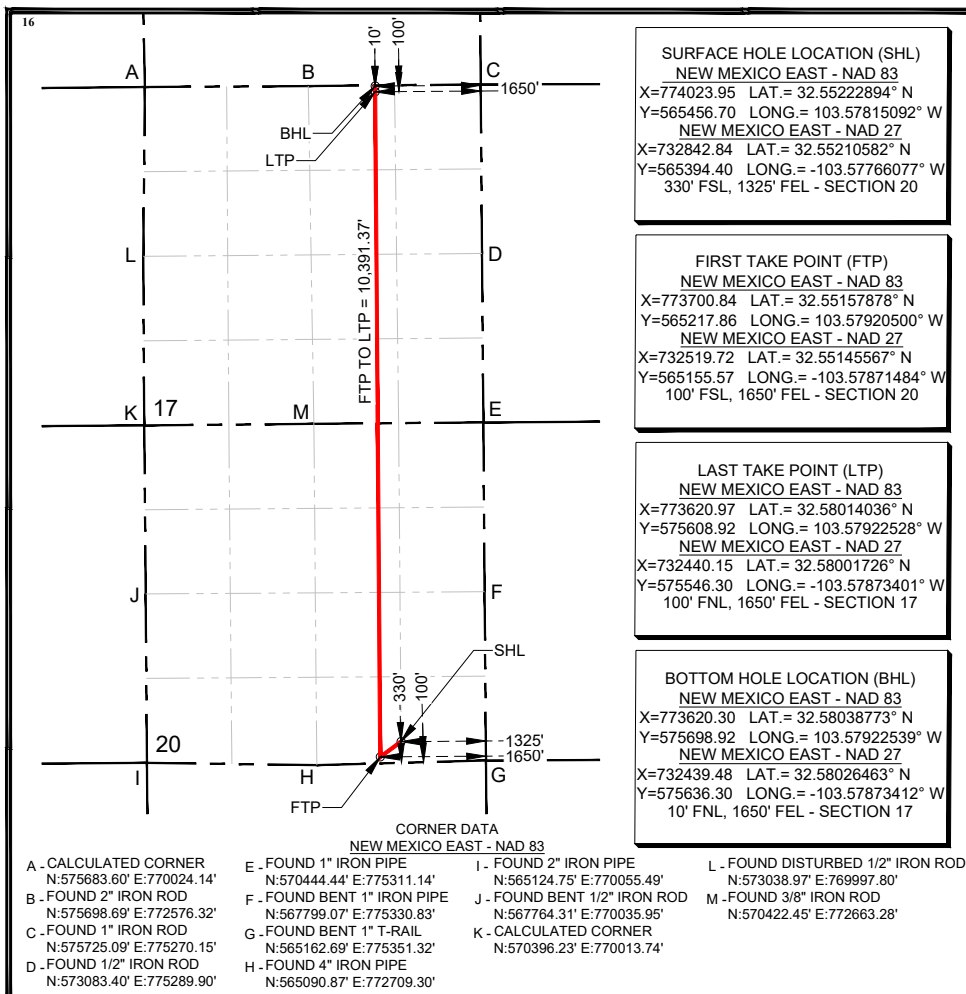 16
10'
100'
A
B
C
1650'
BHL
LTP
L
D
FTP TO LTP = 10,391.37'
K
17
M
E
J
F
SHL
330'
100'
20
1325'
1650'
I
H
G
FTP
SURFACE HOLE LOCATION (SHL)
NEW MEXICO EAST - NAD 83
X=774023.95 LAT.= 32.55222894° N
Y=565456.70 LONG.= 103.57815092° W
NEW MEXICO EAST - NAD 27
X=732842.84 LAT.= 32.55210582° N
Y=565394.40 LONG.= -103.57766077° W
330' FSL, 1325' FEL - SECTION 20
FIRST TAKE POINT (FTP)
NEW MEXICO EAST - NAD 83
X=773700.84 LAT.= 32.55157878° N
Y=565217.86 LONG.= 103.57920500° W
NEW MEXICO EAST - NAD 27
X=732519.72 LAT.= 32.55145567° N
Y=565155.57 LONG.= -103.57871484° W
100' FSL, 1650' FEL - SECTION 20
LAST TAKE POINT (LTP)
NEW MEXICO EAST - NAD 83
X=773620.97 LAT.= 32.58014036° N
Y=575608.92 LONG.= 103.57922528° W
NEW MEXICO EAST - NAD 27
X=732440.15 LAT.= 32.58001726° N
Y=575546.30 LONG.= -103.57873401° W
100' FNL, 1650' FEL - SECTION 17
BOTTOM HOLE LOCATION (BHL)
NEW MEXICO EAST - NAD 83
X=773620.30 LAT.= 32.58038773° N
Y=575698.92 LONG.= 103.57922539° W
NEW MEXICO EAST - NAD 27
X=732439.48 LAT.= 32.58026463° N
Y=575636.30 LONG.= -103.57873412° W
10' FNL, 1650' FEL - SECTION 17
CORNER DATA
NEW MEXICO EAST - NAD 83
A - CALCULATED CORNER
N:575683.60' E:770024.14'
B - FOUND 2" IRON ROD
N:575698.69' E:772576.32'
C - FOUND 1" IRON ROD
N:575725.09' E:775270.15'
D - FOUND 1/2" IRON ROD
N:573083.40' E:775289.90'
E - FOUND 1" IRON PIPE
N:570444.44' E:775311.14'
F - FOUND BENT 1" IRON PIPE
N:567799.07' E:775330.83'
G - FOUND BENT 1" T-RAIL
N:565162.69' E:775351.32'
H - FOUND 4" IRON PIPE
N:565090.87' E:772709.30'
I - FOUND 2" IRON PIPE
N:565124.75' E:770055.49'
J - FOUND BENT 1/2" IRON ROD
N:567764.31' E:770035.95'
K - CALCULATED CORNER
N:570396.23' E:770013.74'
L - FOUND DISTURBED 1/2" IRON ROD
N:573038.97' E:769997.80'
M - FOUND 3/8" IRON ROD
N:570422.45' E:772663.28'